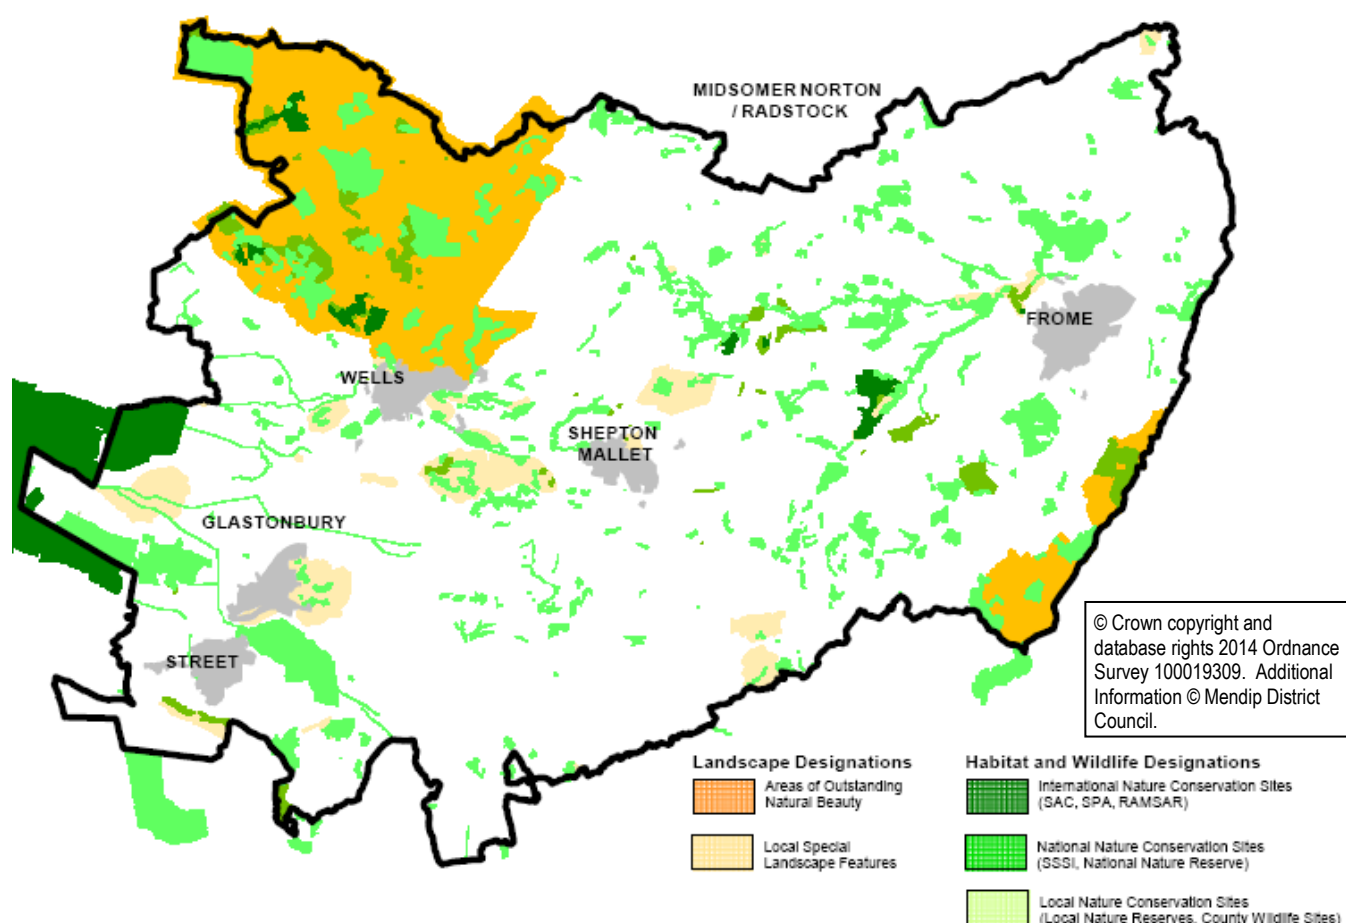 MIDSOMER NORTON
/ RADSTOCK
FROME
WELLS
SHEPTON
MALLET
GLASTONBURY
STREET
© Crown copyright and
database rights 2014 Ordnance
Survey 100019309. Additional
Information © Mendip District
Council.
Landscape Designations
Areas of Outstanding
Natural Beauty
Local Special
Landscape Features
Habitat and Wildlife Designations
International Nature Conservation Sites
(SAC, SPA, RAMSAR)
National Nature Conservation Sites
(SSSI, National Nature Reserve)
Local Nature Conservation Sites
(Local Nature Reserves, County Wildlife Sites)